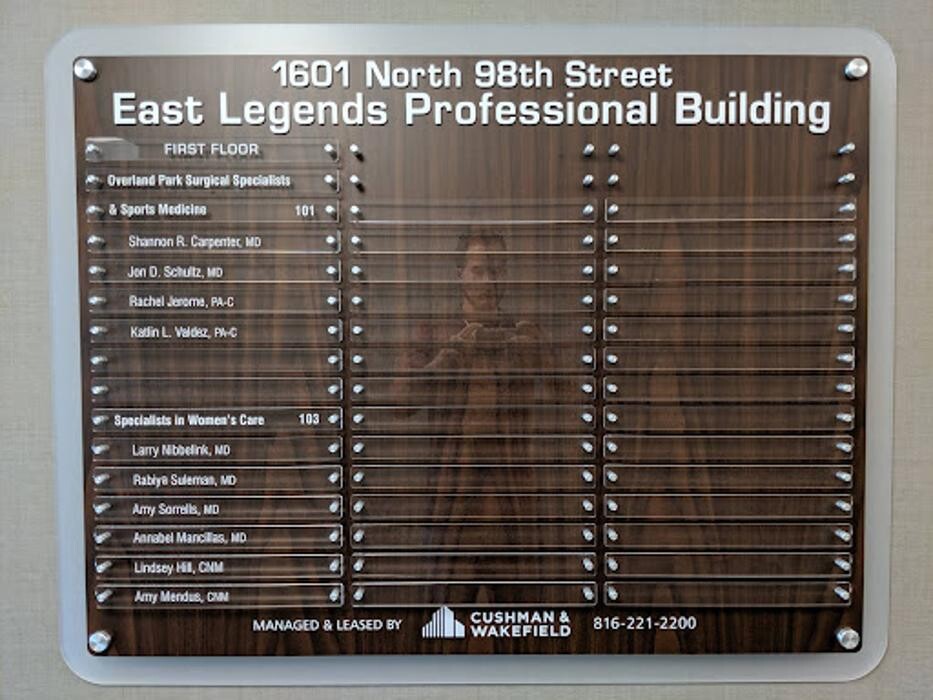 1601 North 98th Street
East Legends Professional Building
FIRST FLOOR
Overland Park Surgical Specialists
& Sports Medicine 101
Shannon R. Carpenter, MD
Jon D. Schultz, MD
Rachel Jerome, PA-C
Katlin L. Valdez, PA-C
Specialists in Women's Care 103
Larry Nibbelink, MD
Rabiya Suleman, MD
Amy Sorrells, MD
Annabel Mancillas, MD
Lindsey Hill, CNM
Amy Mendus, CNM
MANAGED & LEASED BY CUSHMAN & WAKEFIELD 816-221-2200